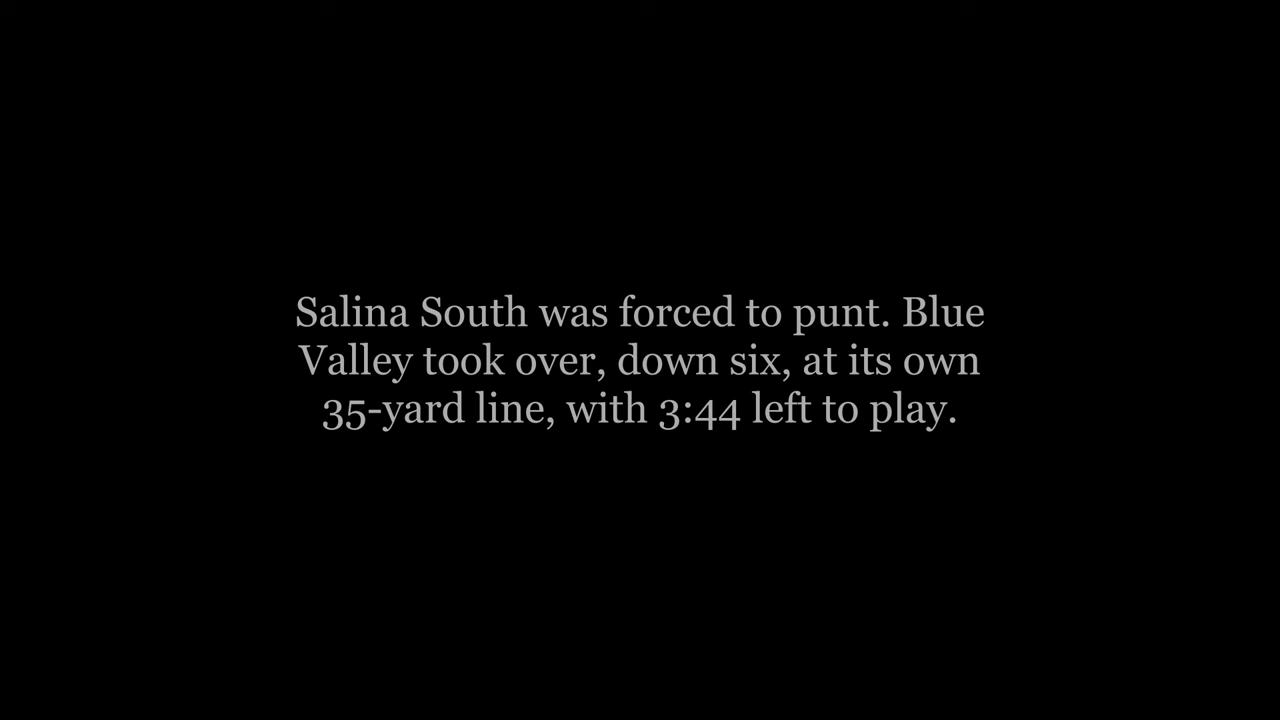 Salina South was forced to punt. Blue
Valley took over, down six, at its own
35-yard line, with 3:44 left to play.